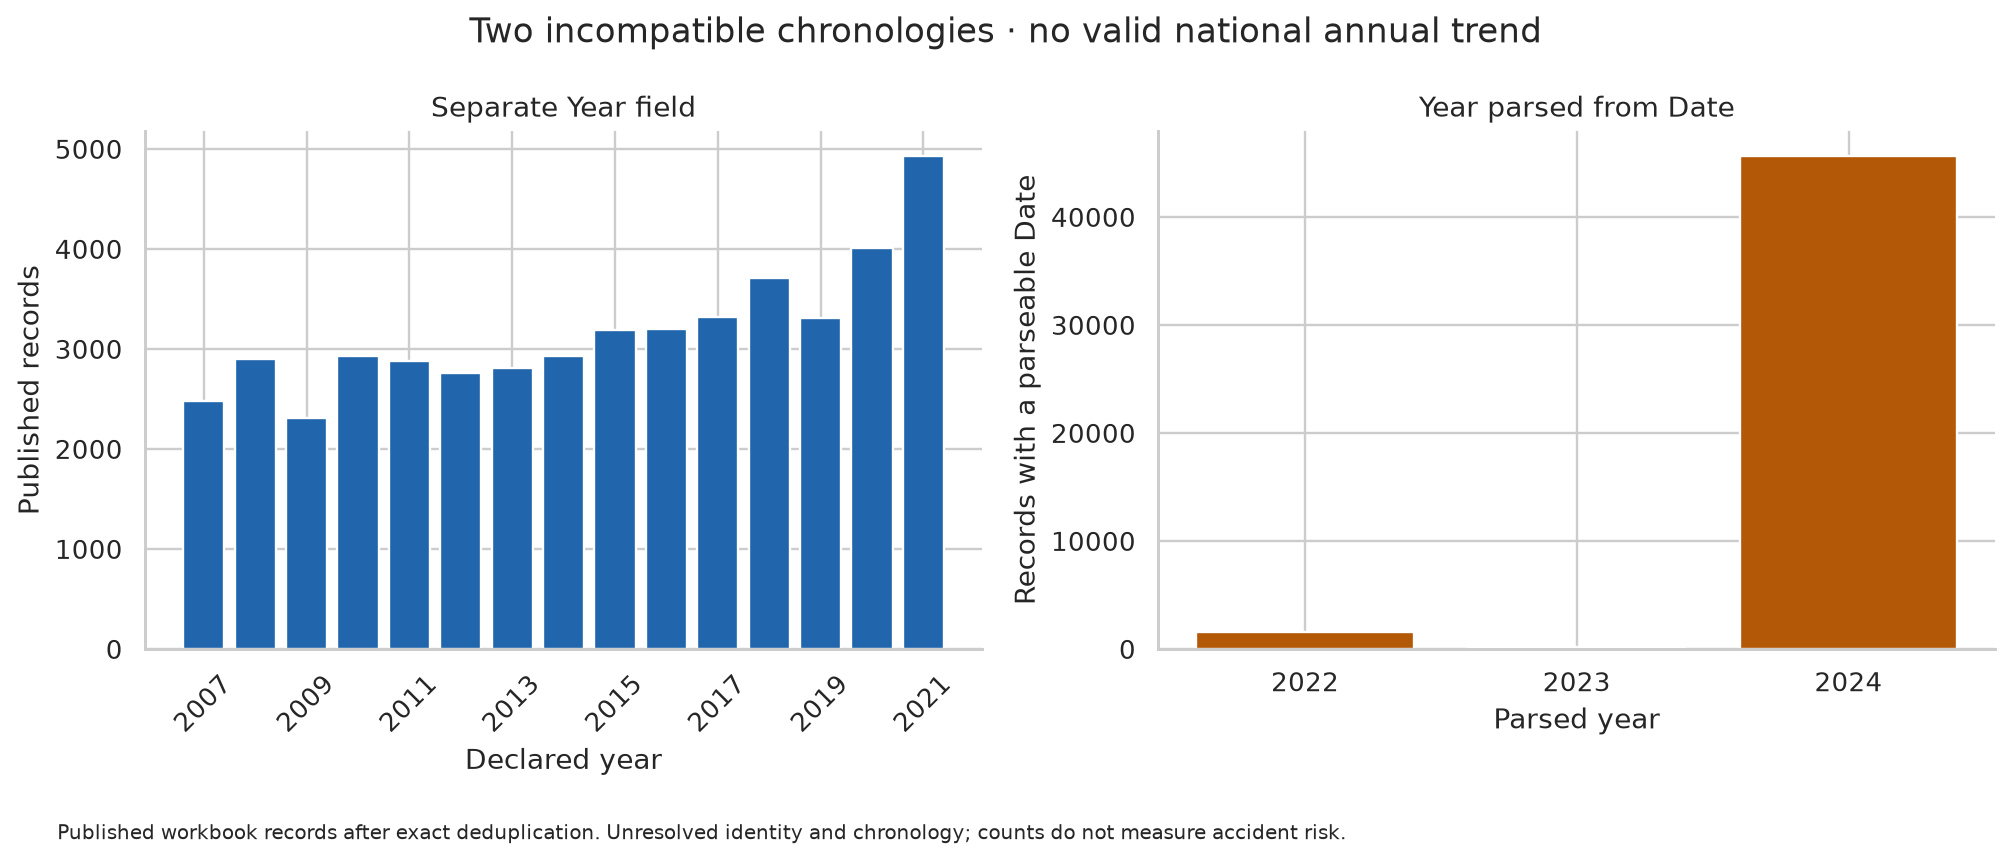 Two incompatible chronologies · no valid national annual trend
Separate Year field
Published records
5000
4000
3000
2000
1000
0
2007
2009
2011
2013
2015
2017
2019
2021
Declared year
Year parsed from Date
Records with a parseable Date
40000
30000
20000
10000
0
2022
2023
2024
Parsed year
Published workbook records after exact deduplication. Unresolved identity and chronology; counts do not measure accident risk.